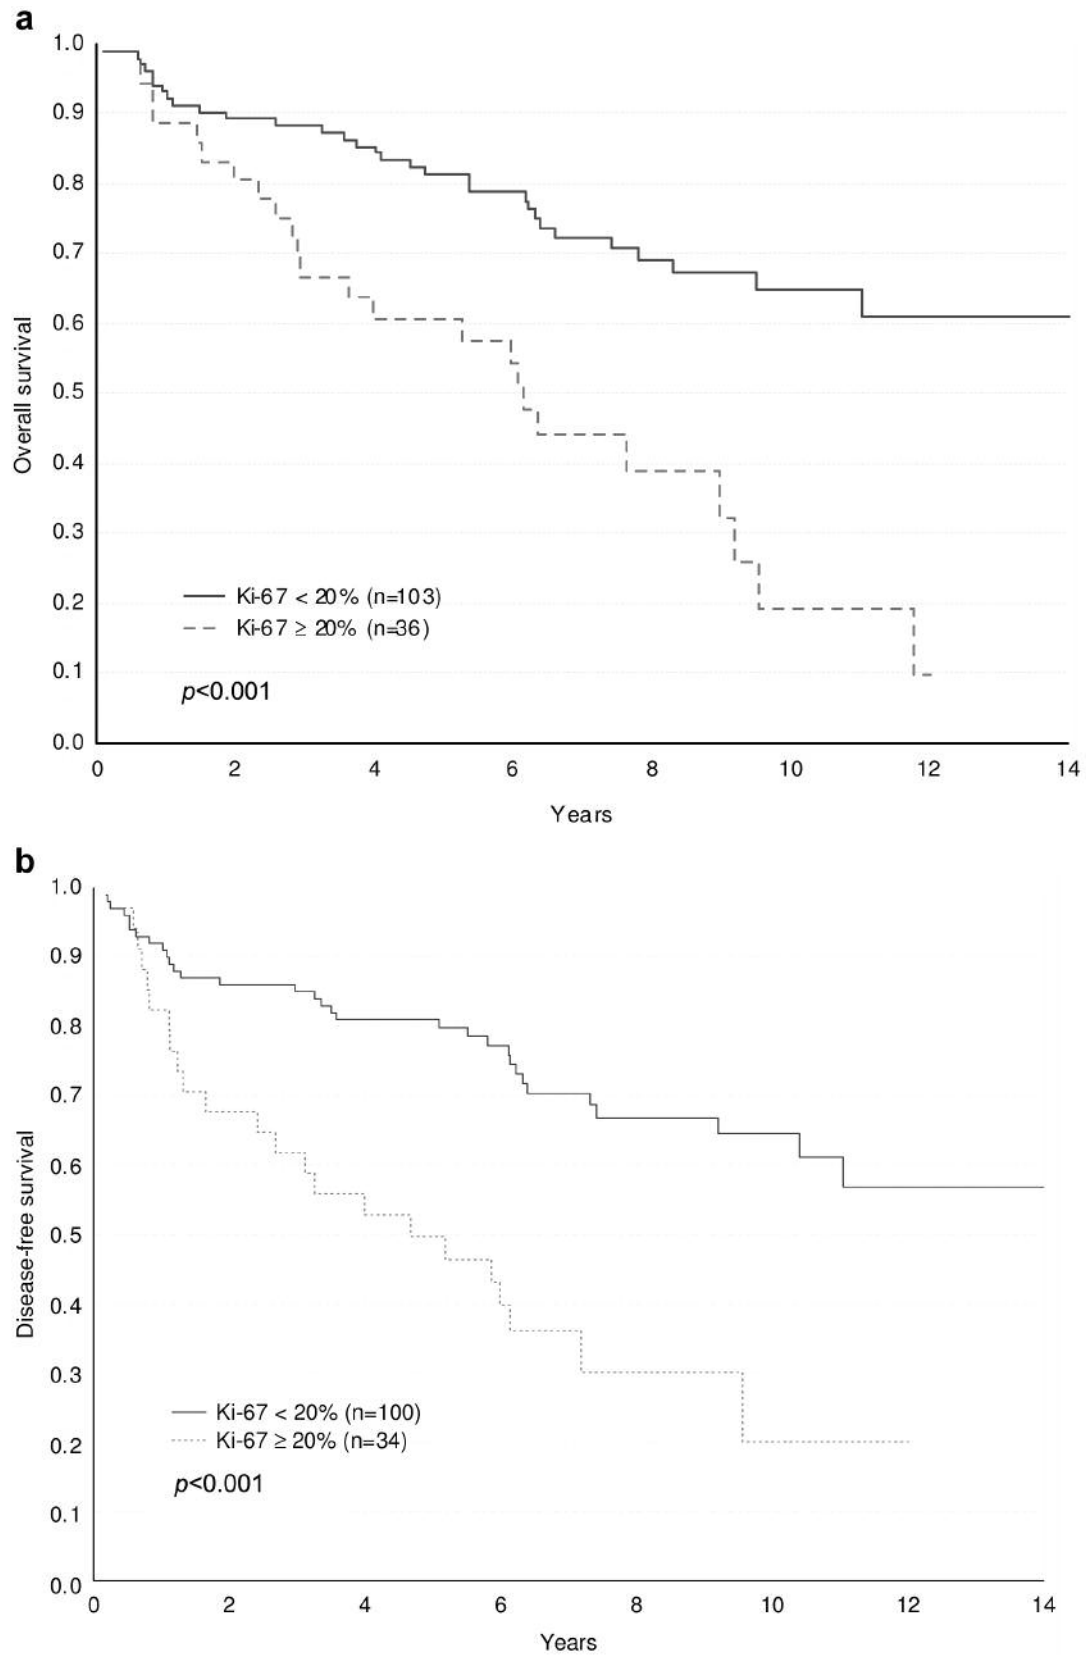 a
1.0
0.9
0.8
0.7
0.6
0.5
0.4
0.3
0.2
0.1
0.0
Overall survival
Ki-67 < 20% (n=103)
Ki-67 ≥ 20% (n=36)
p<0.001
0 2 4 6 8 10 12 14
Years
b
1.0
0.9
0.8
0.7
0.6
0.5
0.4
0.3
0.2
0.1
0.0
Disease-free survival
Ki-67 < 20% (n=100)
Ki-67 ≥ 20% (n=34)
p<0.001
0 2 4 6 8 10 12 14
Years